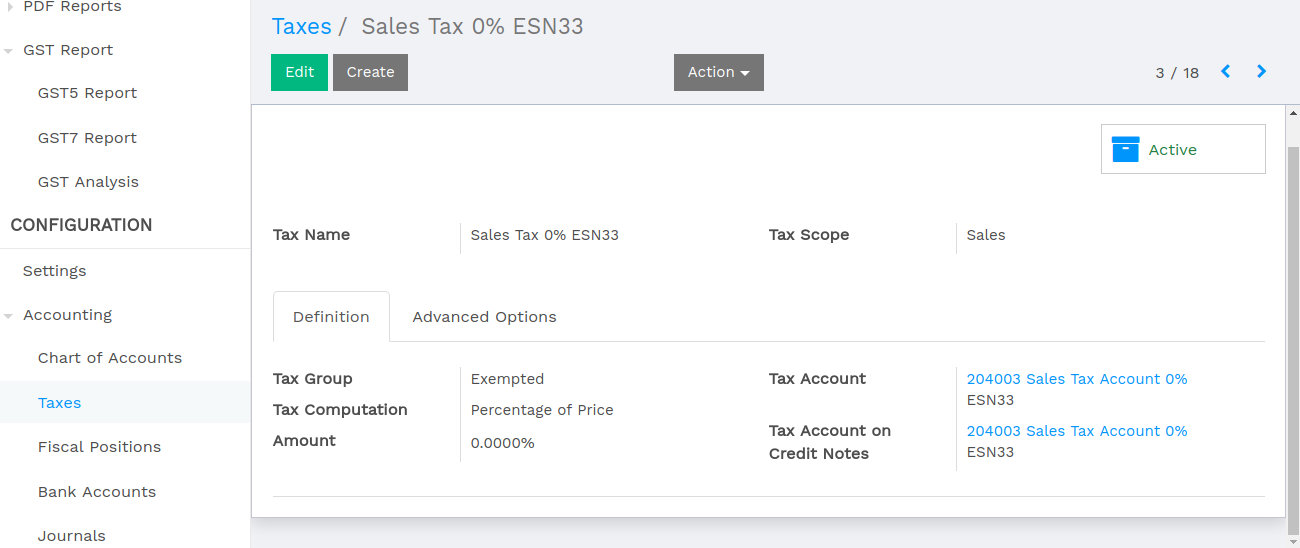 PDF Reports
GST Report
GST5 Report
GST7 Report
GST Analysis
CONFIGURATION
Settings
Accounting
Chart of Accounts
Taxes
Fiscal Positions
Bank Accounts
Journals
Taxes / Sales Tax 0% ESN33
Edit Create Action 3 / 18
Active
Tax Name Sales Tax 0% ESN33 Tax Scope Sales
Definition Advanced Options
Tax Group Exempted
Tax Computation Percentage of Price
Amount 0.0000%
Tax Account 204003 Sales Tax Account 0%
ESN33
Tax Account on 204003 Sales Tax Account 0%
Credit Notes ESN33